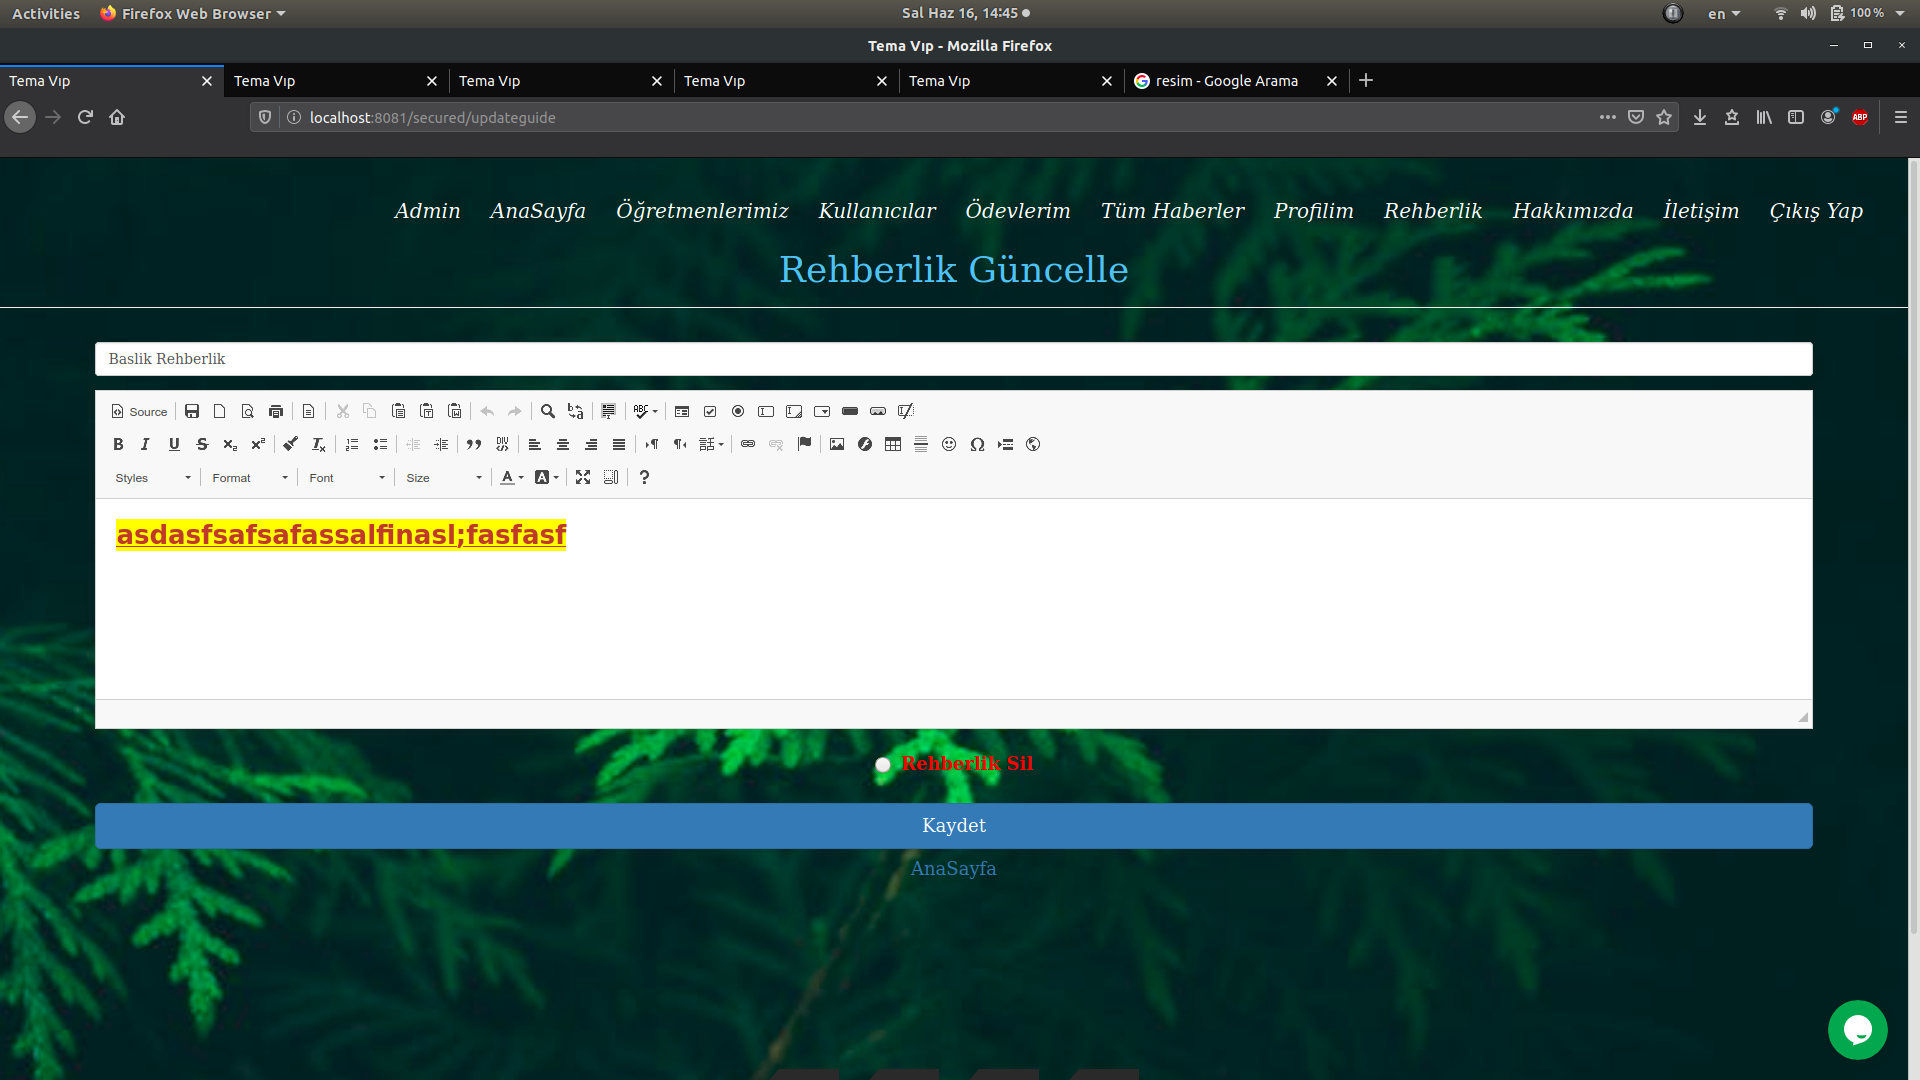 Activities Firefox Web Browser Sal Haz 16, 14:45 en 100 %
Tema Vıp - Mozilla Firefox
Tema Vıp Tema Vıp Tema Vıp Tema Vıp Tema Vıp resim - Google Arama
localhost:8081/secured/updateguide ABP
Admin AnaSayfa Öğretmenlerimiz Kullanıcılar Ödevlerim Tüm Haberler Profilim Rehberlik Hakkımızda İletişim Çıkış Yap
Rehberlik Güncelle
Baslik Rehberlik
Source
Styles Format Font Size
asdasfsafsafassalfinasl;fasfasf
Rehberlik Sil
Kaydet
AnaSayfa